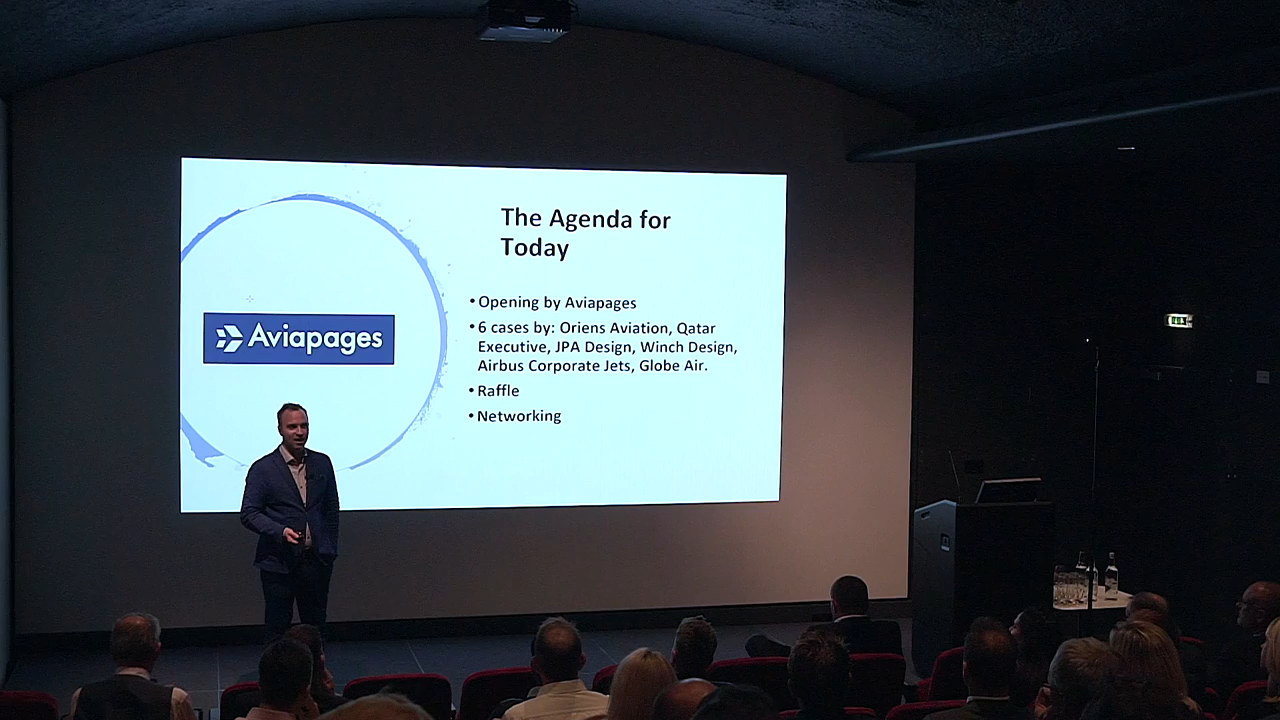 The Agenda for
Today
• Opening by Aviapages
• 6 cases by: Oriens Aviation, Qatar
Executive, JPA Design, Winch Design,
Airbus Corporate Jets, Globe Air.
• Raffle
• Networking
Aviapages